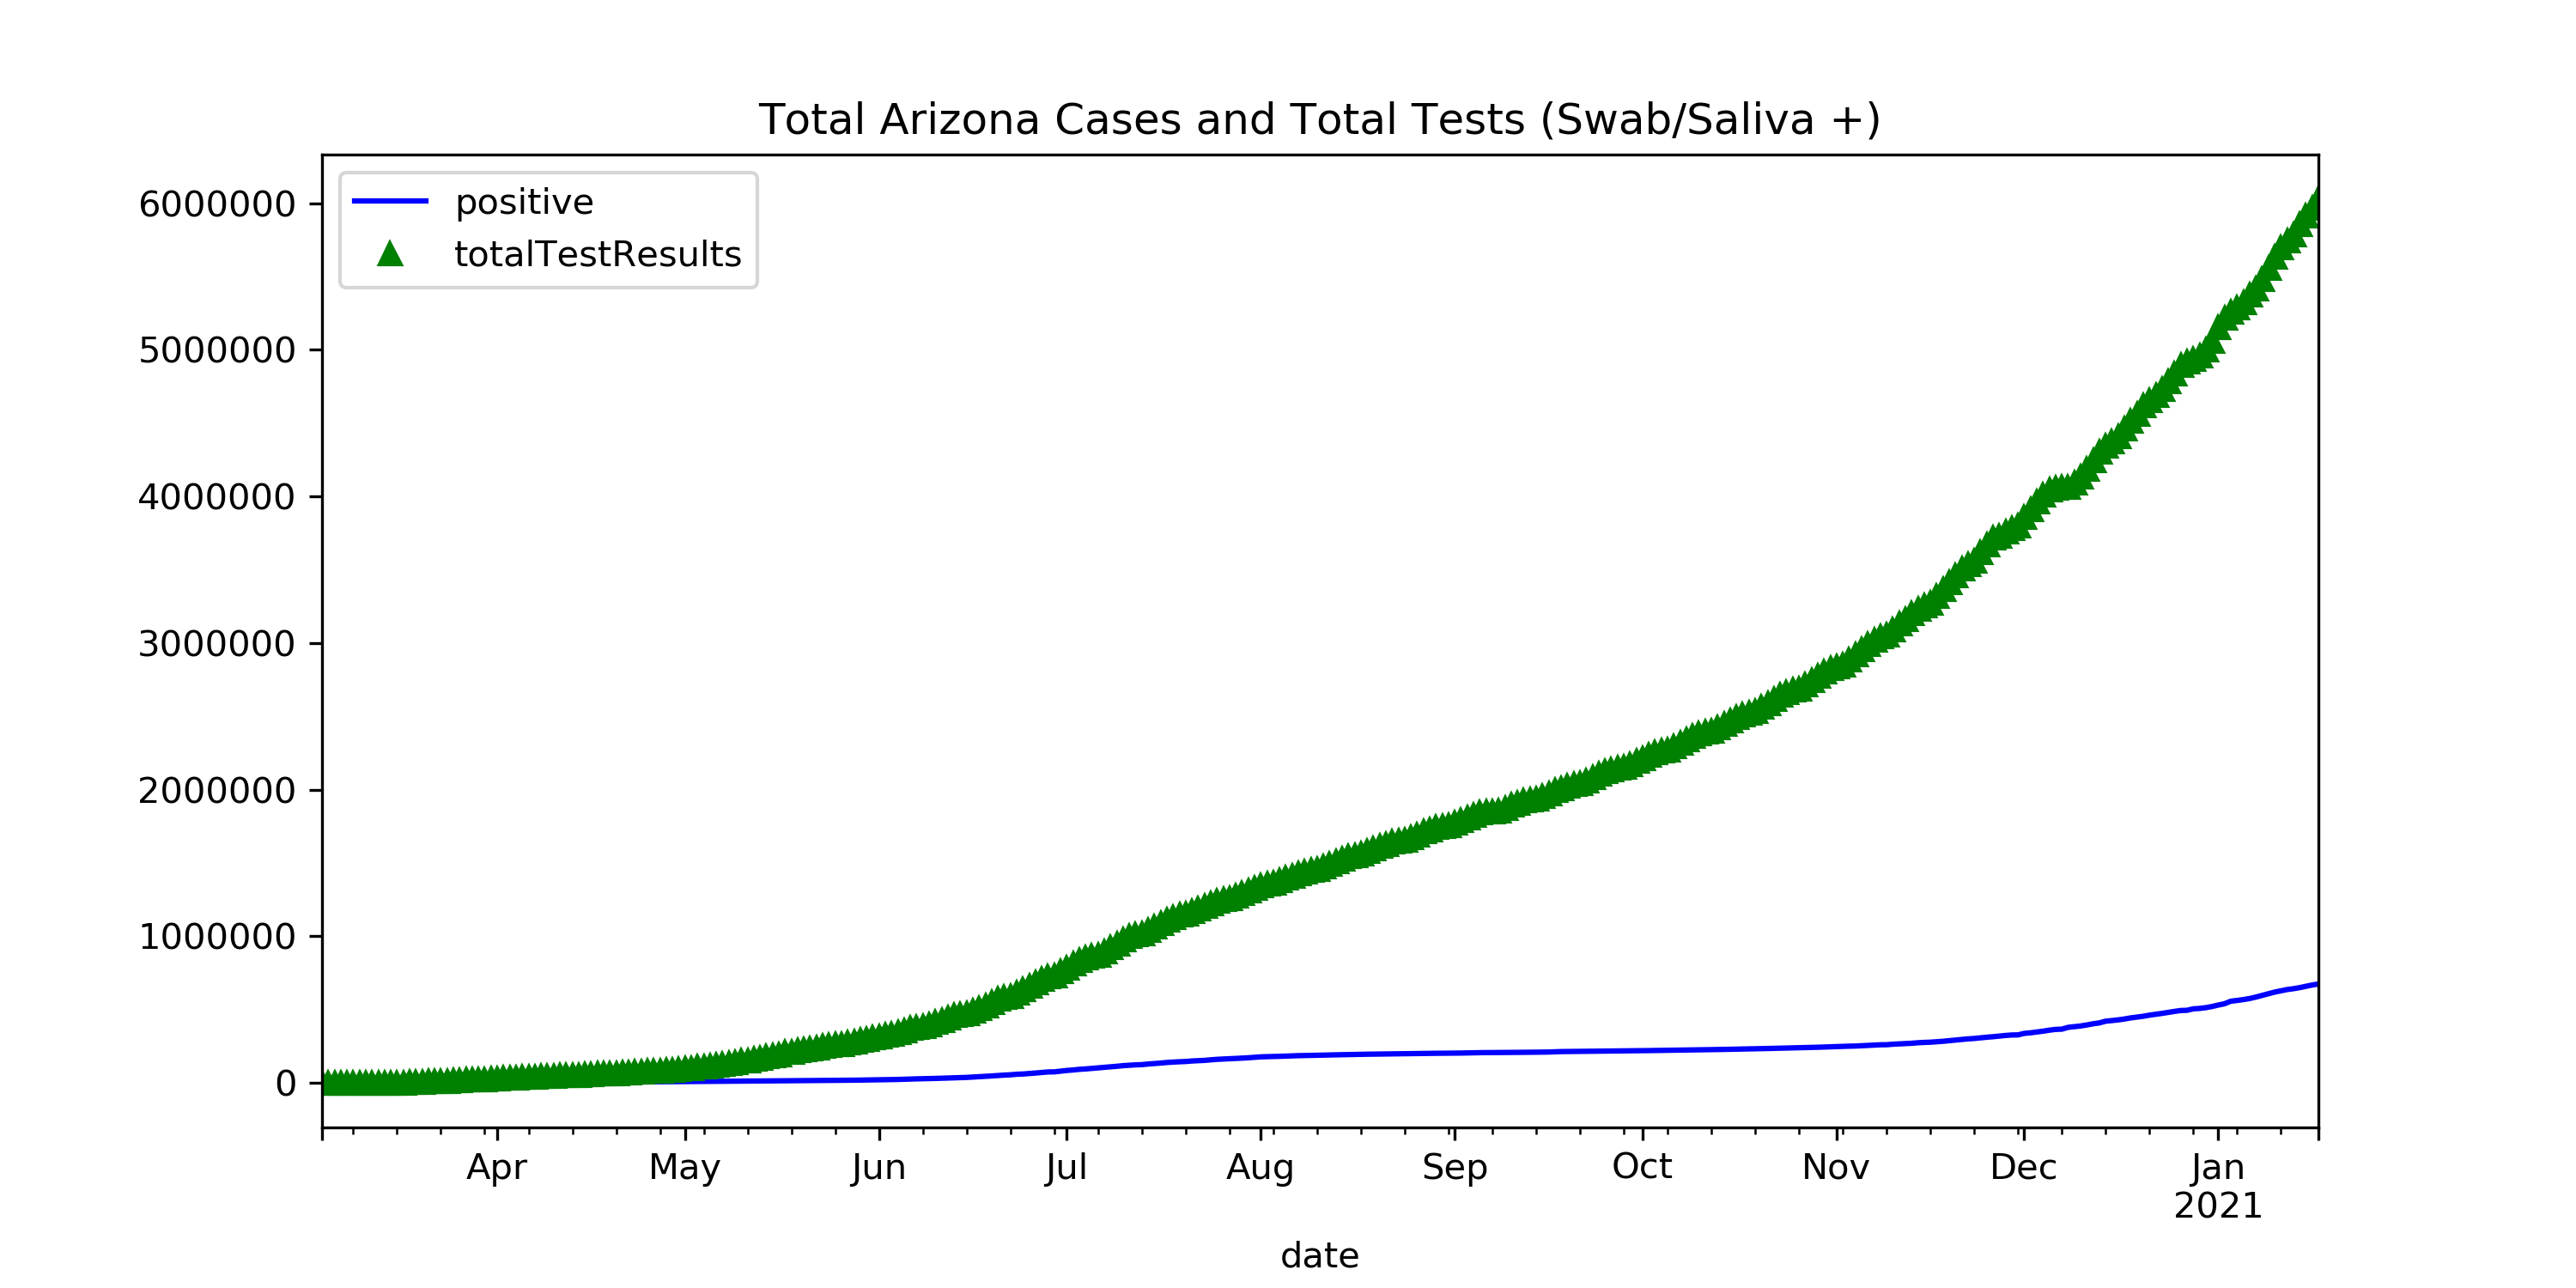 Total Arizona Cases and Total Tests (Swab/Saliva +)
positive
totalTestResults
6000000
5000000
4000000
3000000
2000000
1000000
0
Apr May Jun Jul Aug Sep Oct Nov Dec Jan
2021
date